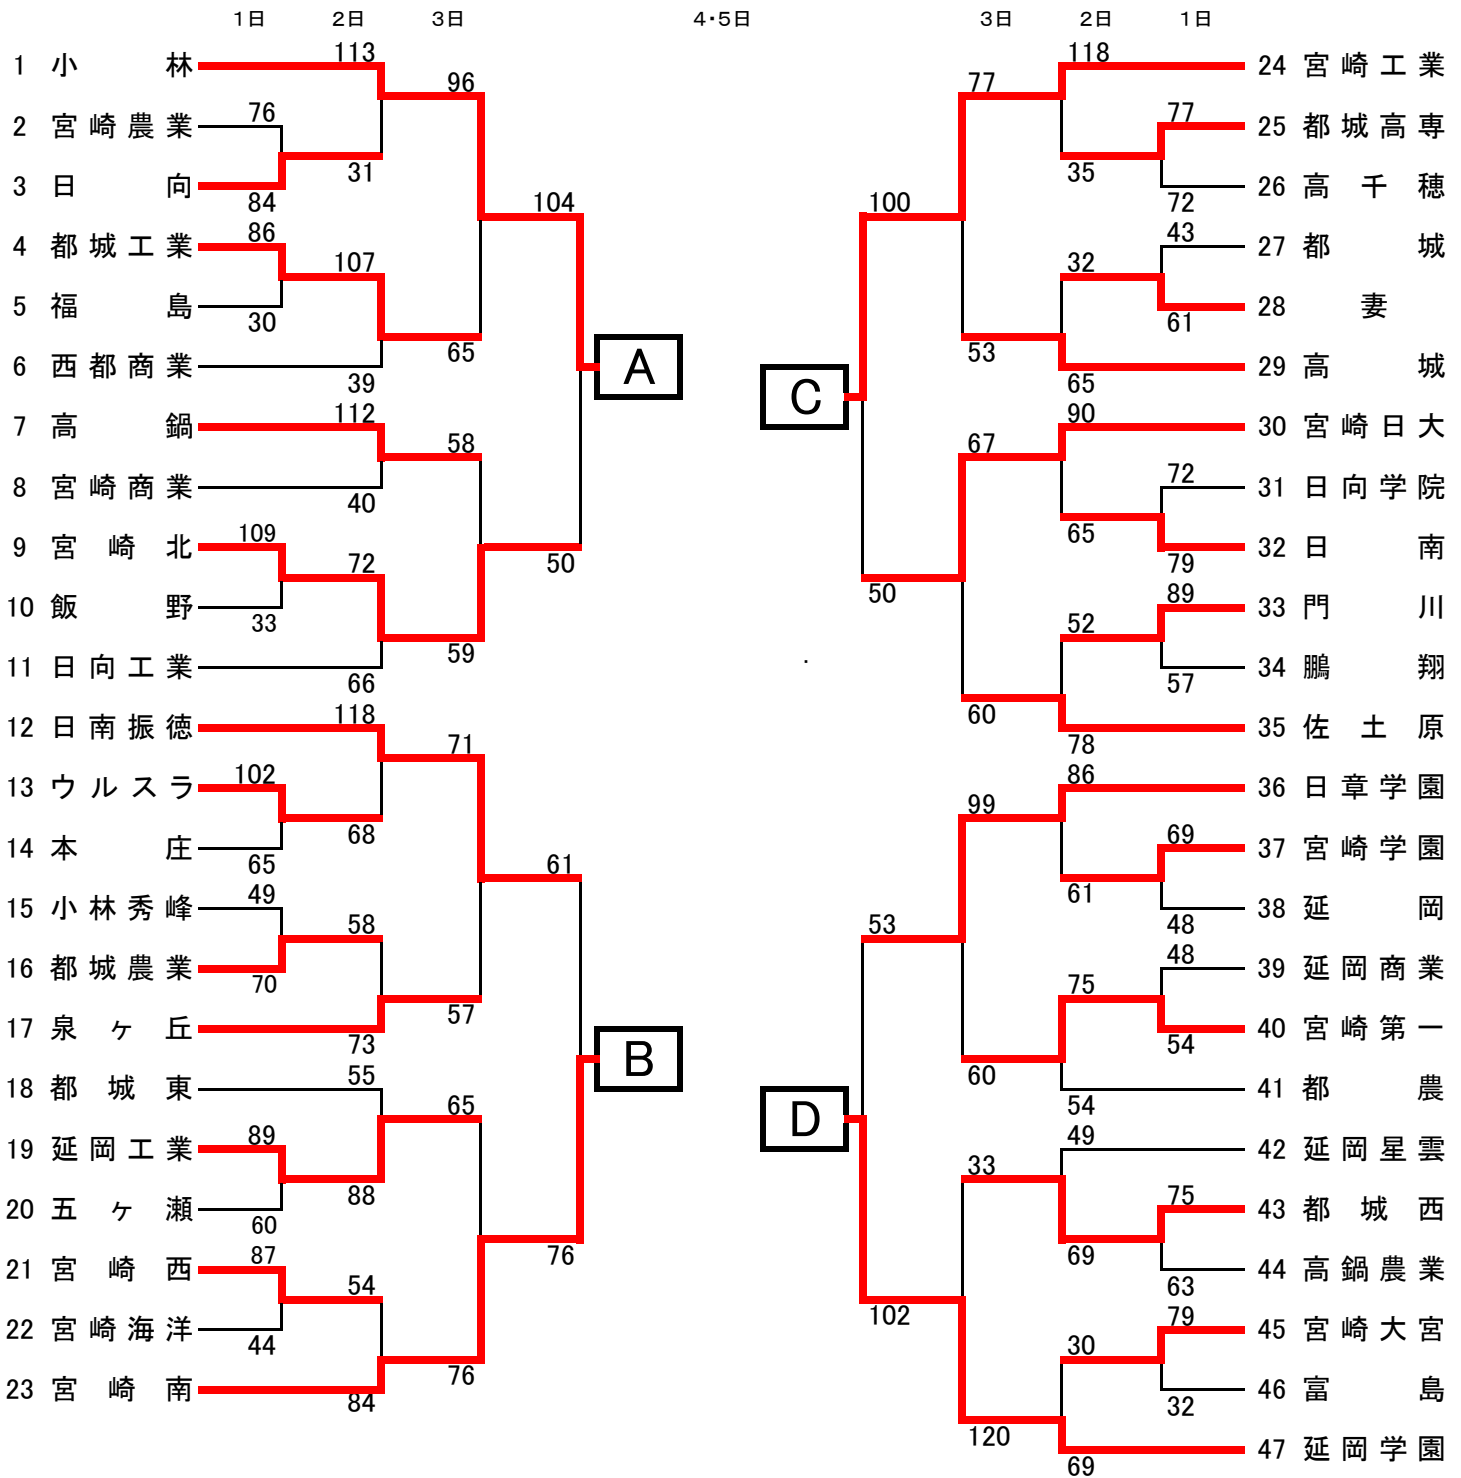 1日 2日 3日 4・5日 3日 2日 1日
113 118
1 小林 24 宮崎工業
96 77
76 77
2 宮崎農業 25 都城高専
31 35
3 日向 26 高千穂
84 104 100 72
86 43
4 都城工業 27 都城
107 32
5 福島 28 妻
30 61
65 53
6 西都商業 A 29 高城
39 65
C
112 90
7 高鍋 30 宮崎日大
58 67
72
8 宮崎商業 31 日向学院
40
109 65
9 宮崎北 32 日南
72 50 79
50 89
10 飯野 33 門川
33 52
59
11 日向工業 34 鵬翔
66 57
118 60
12 日南振徳 35 佐土原
71 78
102 86
13 ウルスラ 36 日章学園
99
68 69
14 本庄 37 宮崎学園
65 61
49 61
15 小林秀峰 38 延岡
58 53 48
48
16 都城農業 39 延岡商業
70 75
57
17 泉ヶ丘 40 宮崎第一
73 54
B
55 60
18 都城東 41 都農
65 54
D
89 49
19 延岡工業 42 延岡星雲
33
88 75
20 五ヶ瀬 43 都城西
60
87 76 69
21 宮崎西 44 高鍋農業
54 63
102 79
22 宮崎海洋 45 宮崎大宮
44 30
76
23 宮崎南 46 富島
84 32
120
47 延岡学園
69